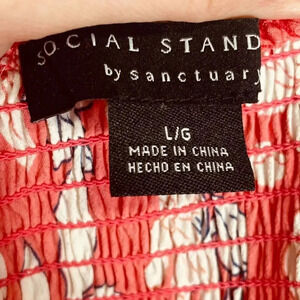 SOCIAL STAND
by sanctuary
L/G
MADE IN CHINA
HECHO EN CHINA